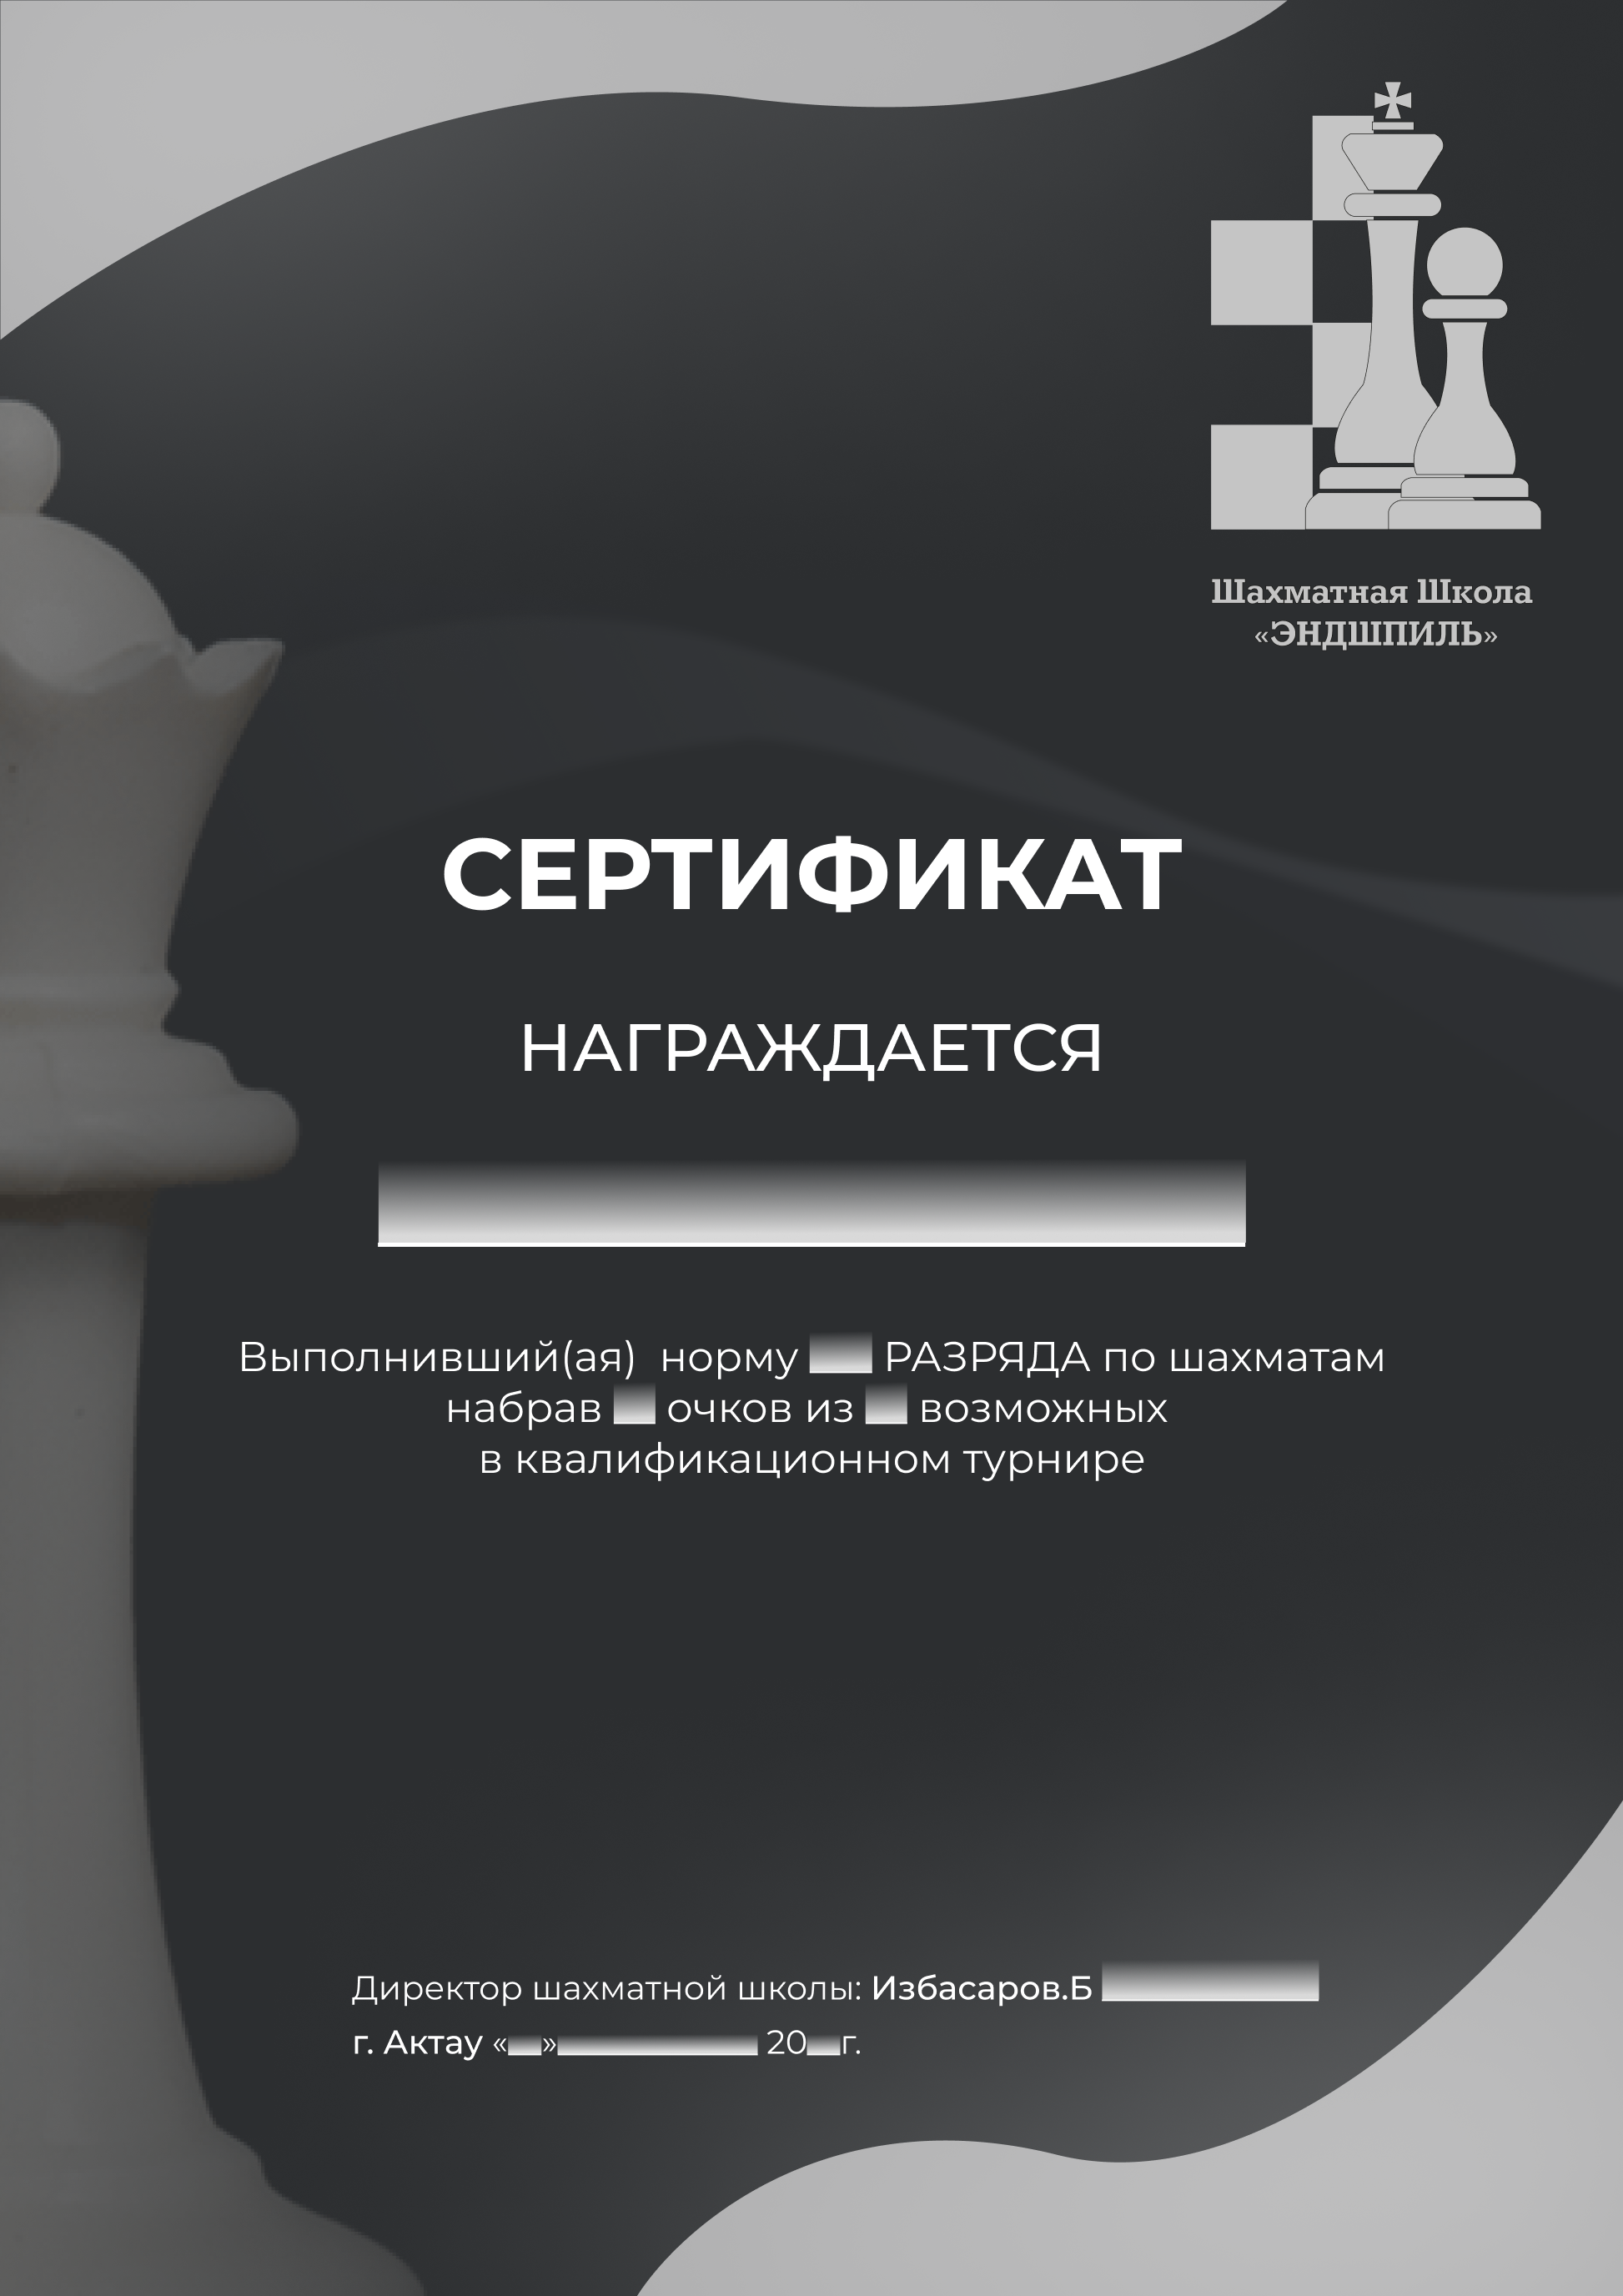 Шахматная Школа
«ЭНДШПИЛЬ»
СЕРТИФИКАТ
НАГРАЖДАЕТСЯ
Выполнивший(ая) норму РАЗРЯДА по шахматам
набрав очков из возможных
в квалификационном турнире
Директор шахматной школы: Избасаров.Б
г. Актау «» 20г.